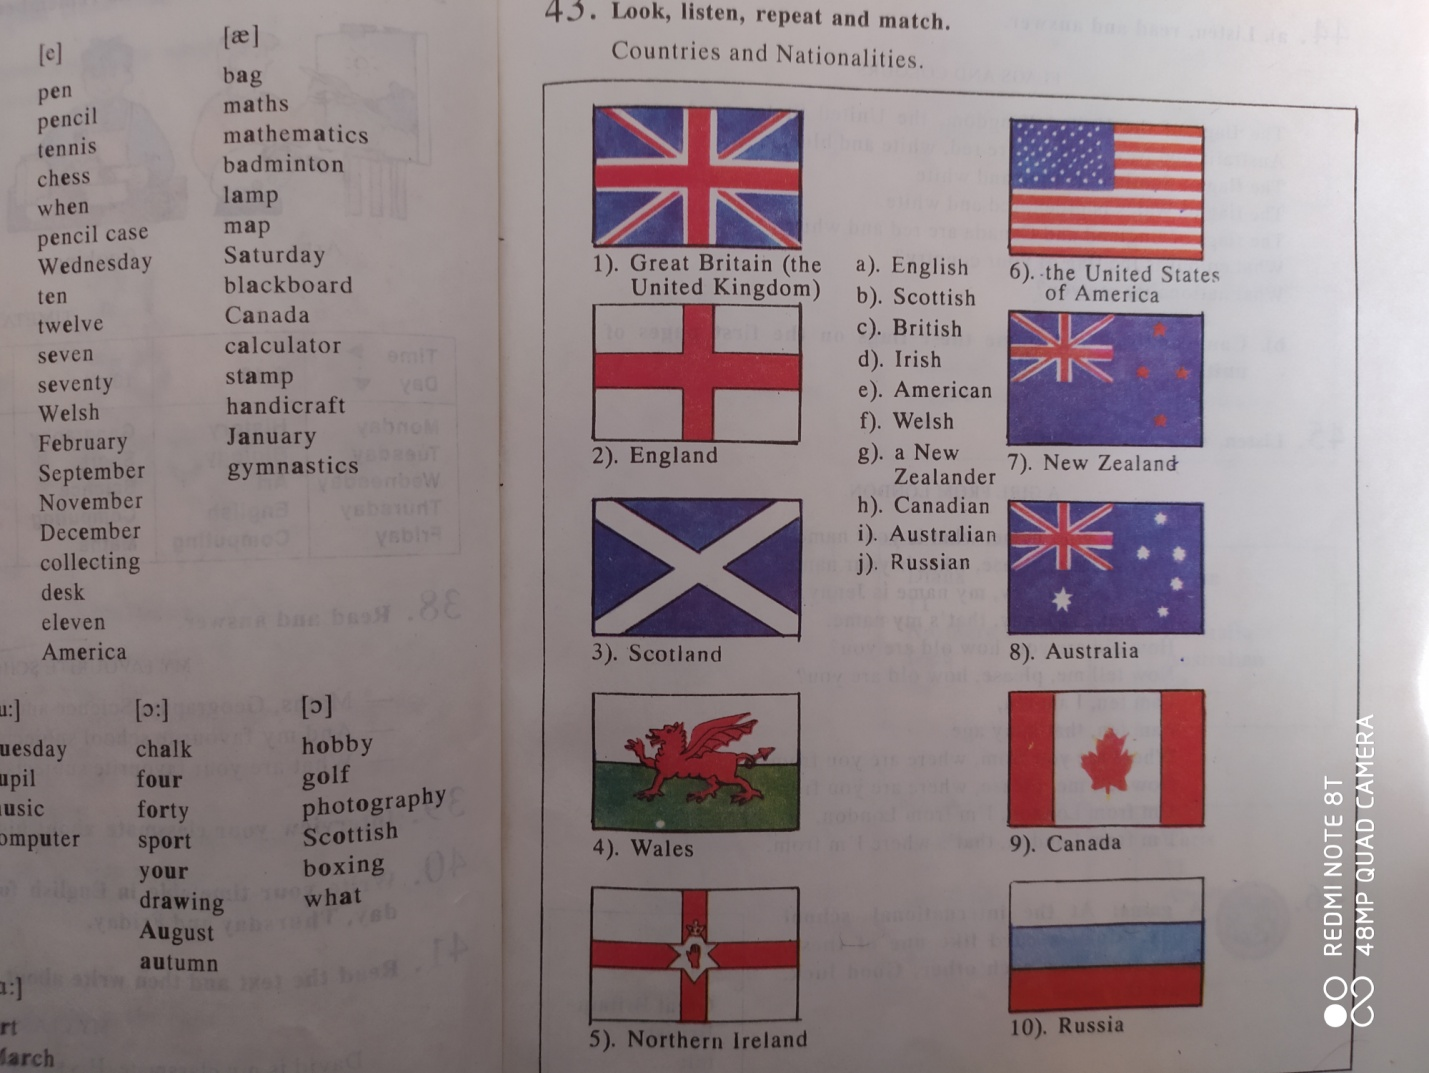 [e]
pen
pencil
tennis
chess
when
pencil case
Wednesday
ten
twelve
seven
seventy
Welsh
February
September
November
December
collecting
desk
eleven
America
[æ]
bag
maths
mathematics
badminton
lamp
map
Saturday
blackboard
Canada
calculator
stamp
handicraft
January
gymnastics
u:]
uesday
upil
usic
omputer
[ɔ:]
chalk
four
forty
sport
your
drawing
August
autumn
[ɔ]
hobby
golf
photography
Scottish
boxing
what
:]
rt
March
43. Look, listen, repeat and match.
Countries and Nationalities.
1). Great Britain (the
United Kingdom)
2). England
3). Scotland
4). Wales
5). Northern Ireland
a). English
b). Scottish
c). British
d). Irish
e). American
f). Welsh
g). a New
Zealander
h). Canadian
i). Australian
j). Russian
6). the United States
of America
7). New Zealand
8). Australia
9). Canada
10). Russia
REDMI NOTE 8T
48MP QUAD CAMERA